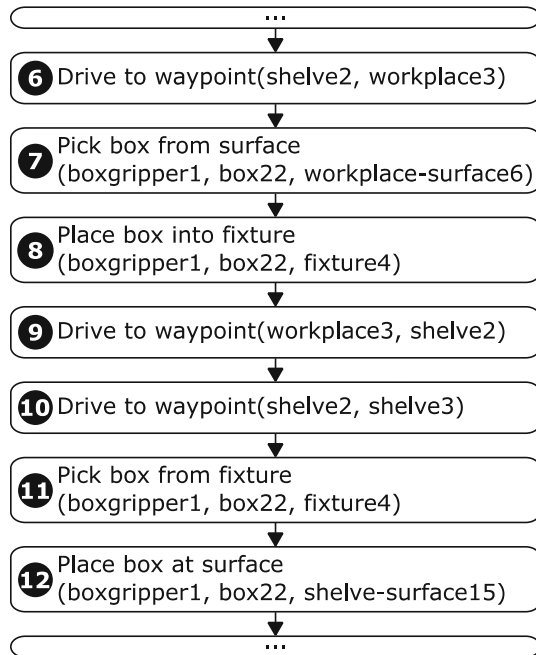 ...
6 Drive to waypoint(shelve2, workplace3)
7 Pick box from surface
(boxgripper1, box22, workplace-surface6)
8 Place box into fixture
(boxgripper1, box22, fixture4)
9 Drive to waypoint(workplace3, shelve2)
10 Drive to waypoint(shelve2, shelve3)
11 Pick box from fixture
(boxgripper1, box22, fixture4)
12 Place box at surface
(boxgripper1, box22, shelve-surface15)
...